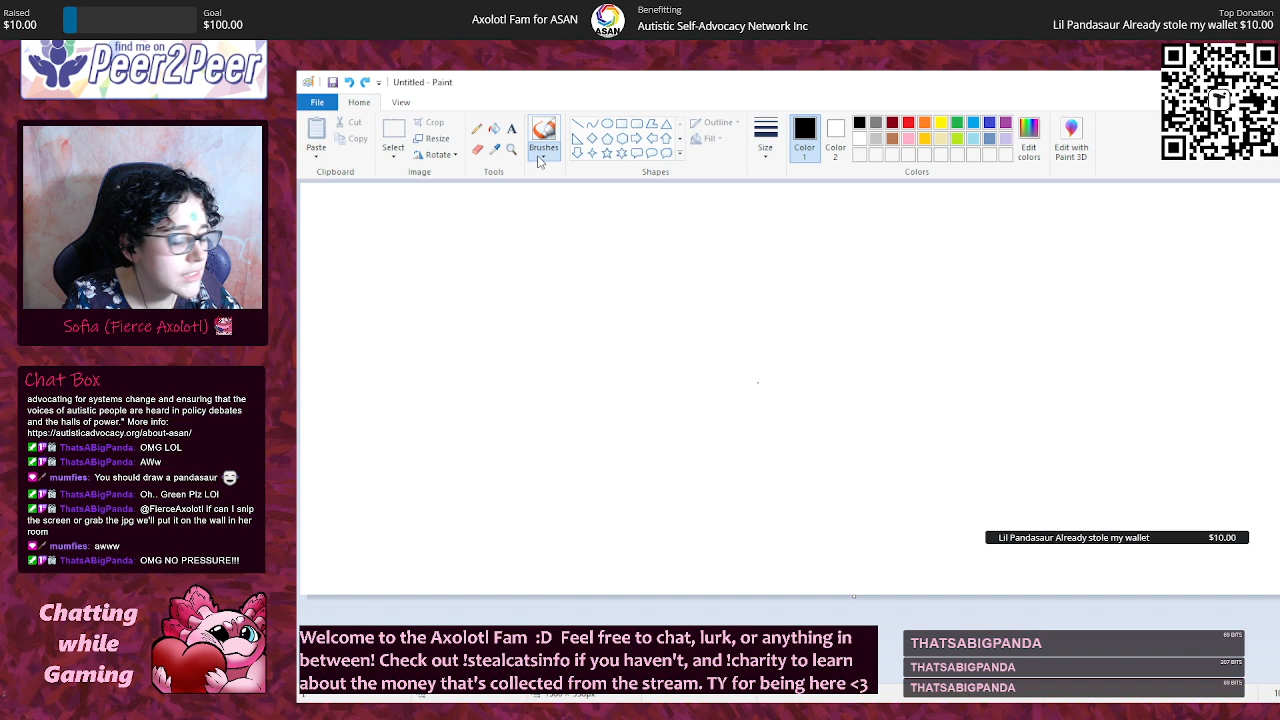 Raised
$10.00
Goal
$100.00
Axolotl Fam for ASAN
ASAN
Benefitting
Autistic Self-Advocacy Network Inc
Top Donation
Lil Pandasaur Already stole my wallet $10.00
find me on
Peer2Peer
Untitled - Paint
File
Home
View
Paste
Cut
Copy
Clipboard
Select
Crop
Resize
Rotate
Image
A
Tools
Brushes
Outline
Fill
Shapes
Size
Color
1
Color
2
Edit
colors
Colors
Edit with
Paint 3D
T
Sofia (Fierce Axolotl)
Chat Box
advocating for systems change and ensuring that the
voices of autistic people are heard in policy debates
and the halls of power." More info:
https://autisticadvocacy.org/about-asan/
ThatsABigPanda: OMG LOL
ThatsABigPanda: AWw
mumfies: You should draw a pandasaur
ThatsABigPanda: Oh.. Green Plz LOl
ThatsABigPanda: @FierceAxolotl If can I snip
the screen or grab the jpg we'll put it on the wall in her
room
mumfies: awww
ThatsABigPanda: OMG NO PRESSURE!!!
Lil Pandasaur Already stole my wallet $10.00
Chatting
while
Gaming
Welcome to the Axolotl Fam :D Feel free to chat, lurk, or anything in
between! Check out !stealcatsinfo if you haven't, and !charity to learn
about the money that's collected from the stream. TY for being here <3
69 BITS
THATSABIGPANDA
207 BITS
THATSABIGPANDA
69 BITS
THATSABIGPANDA